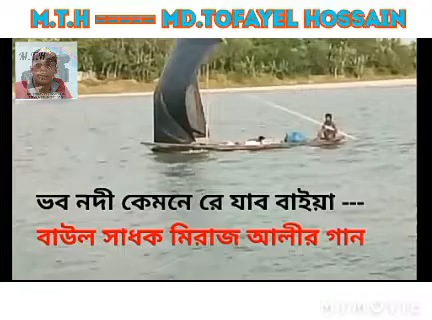 M.T.H ----- MD.TOFAYEL HOSSAIN
M.T.H
ভব নদী কেমনে রে যাব বাইয়া ---
বাউল সাধক মিরাজ আলীর গান